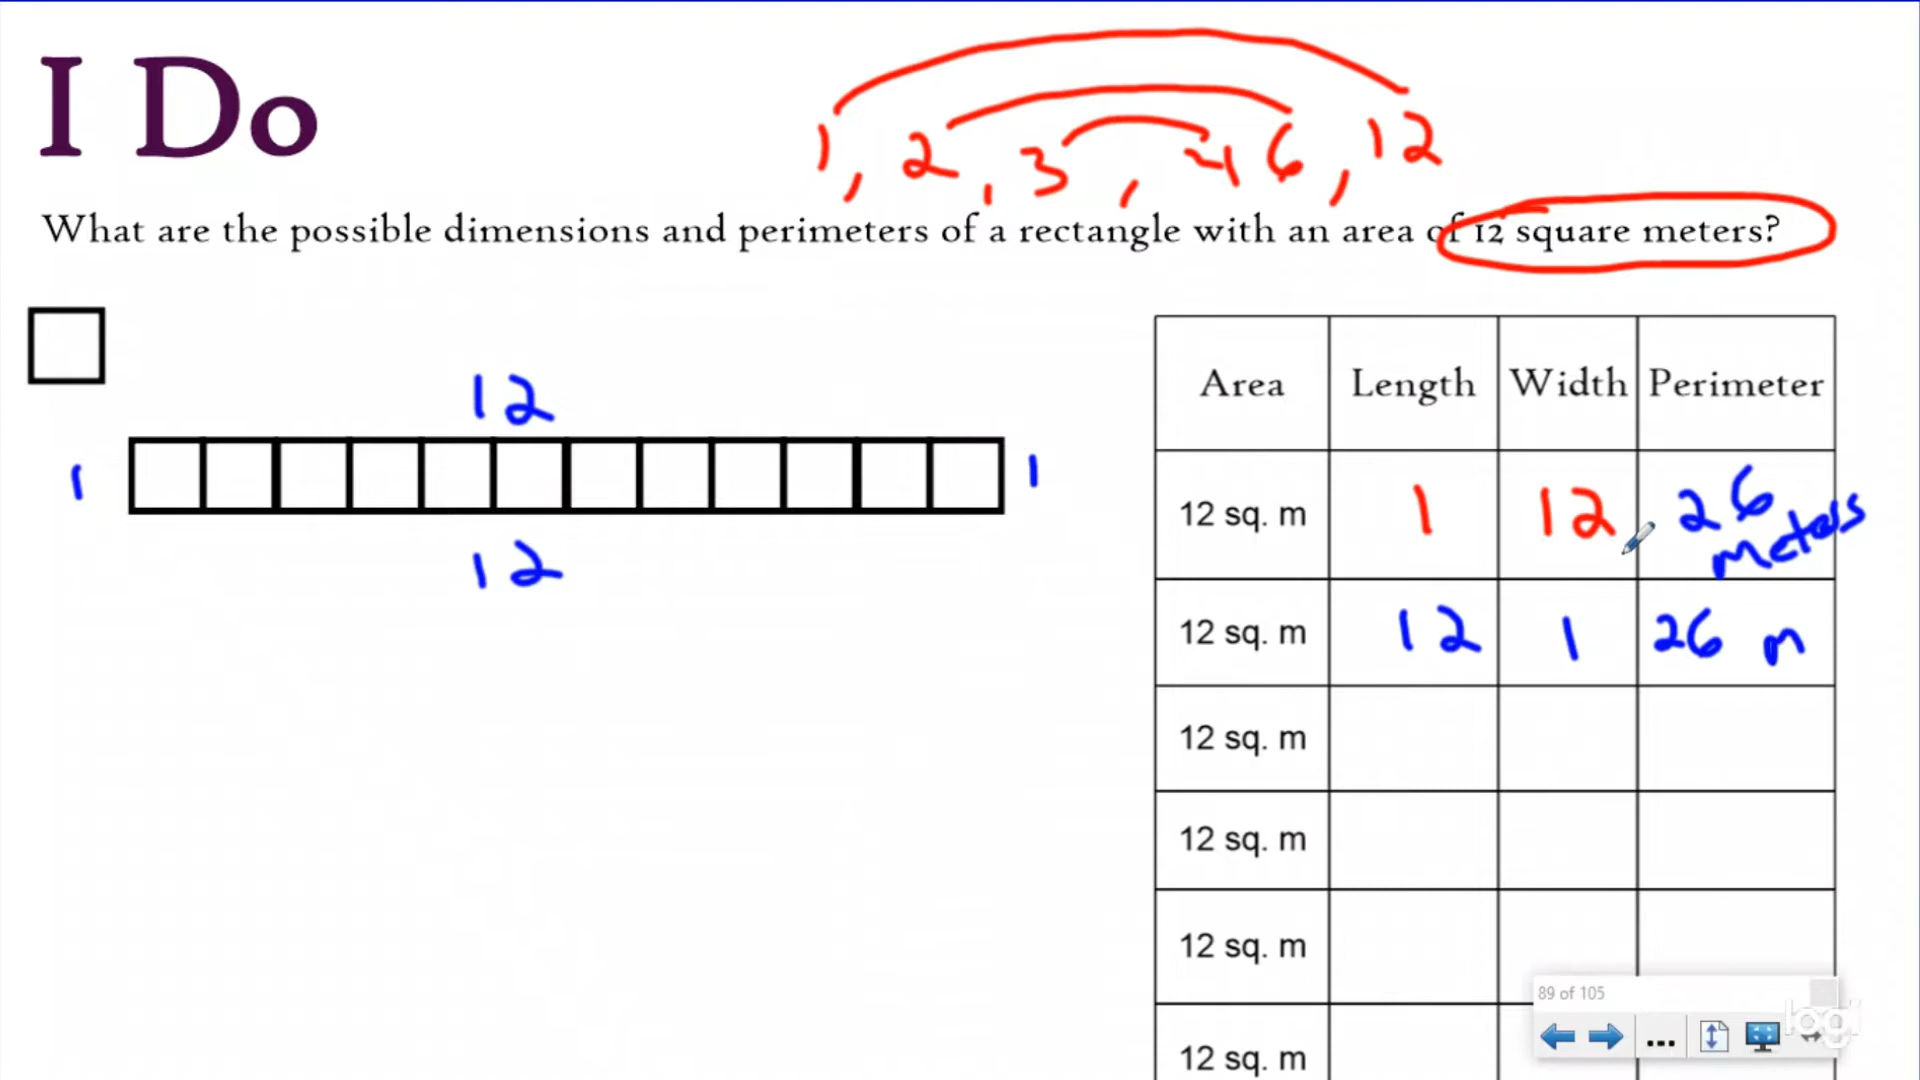 I Do
1, 2, 3, 4 6, 12
What are the possible dimensions and perimeters of a rectangle with an area of 12 square meters?
12
1
1
12
Area Length Width Perimeter
12 sq. m 1 12 26 meters
12 sq. m 12 1 26 m
12 sq. m
12 sq. m
12 sq. m
12 sq. m
89 of 105
logi